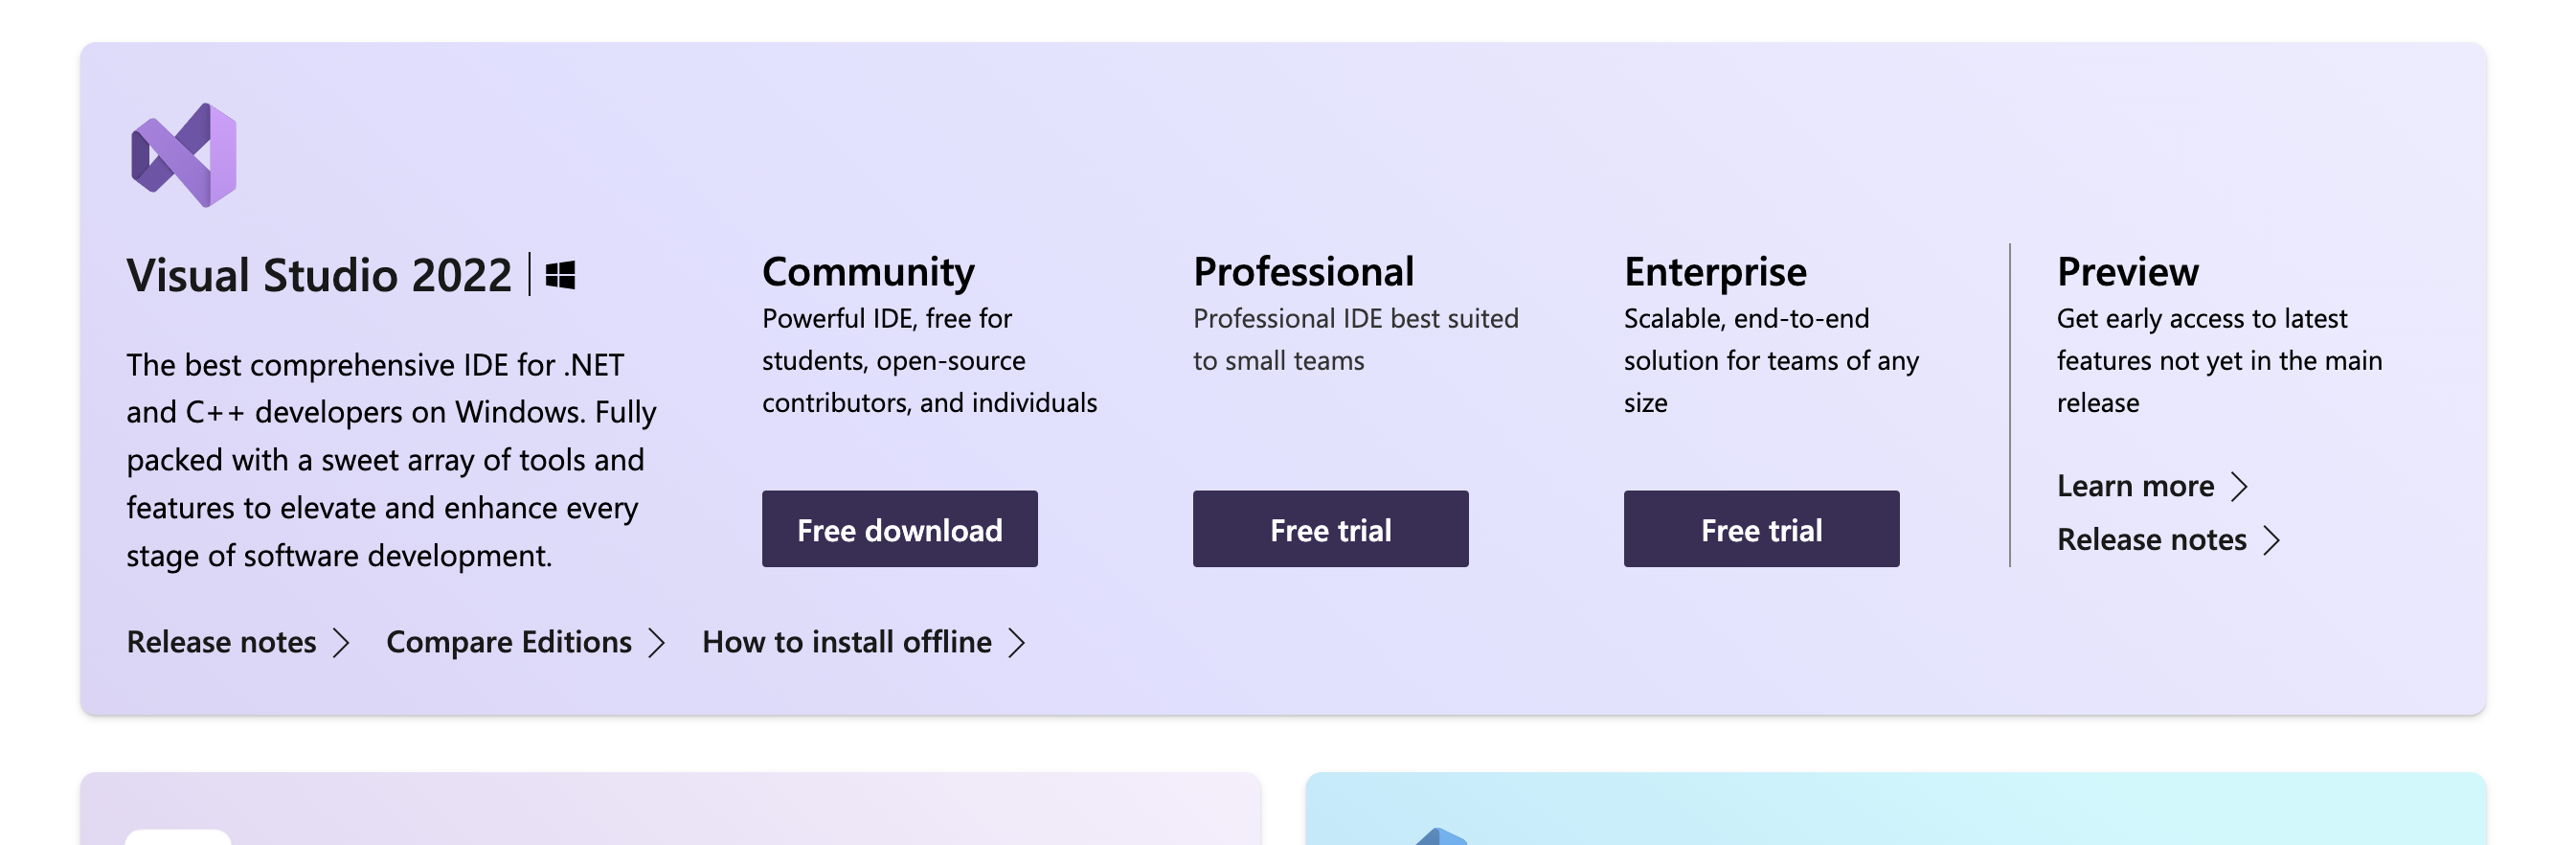 Visual Studio 2022
The best comprehensive IDE for .NET
and C++ developers on Windows. Fully
packed with a sweet array of tools and
features to elevate and enhance every
stage of software development.
Community
Powerful IDE, free for
students, open-source
contributors, and individuals
Free download
Professional
Professional IDE best suited
to small teams
Free trial
Enterprise
Scalable, end-to-end
solution for teams of any
size
Free trial
Preview
Get early access to latest
features not yet in the main
release
Learn more
Release notes
Release notes
Compare Editions
How to install offline